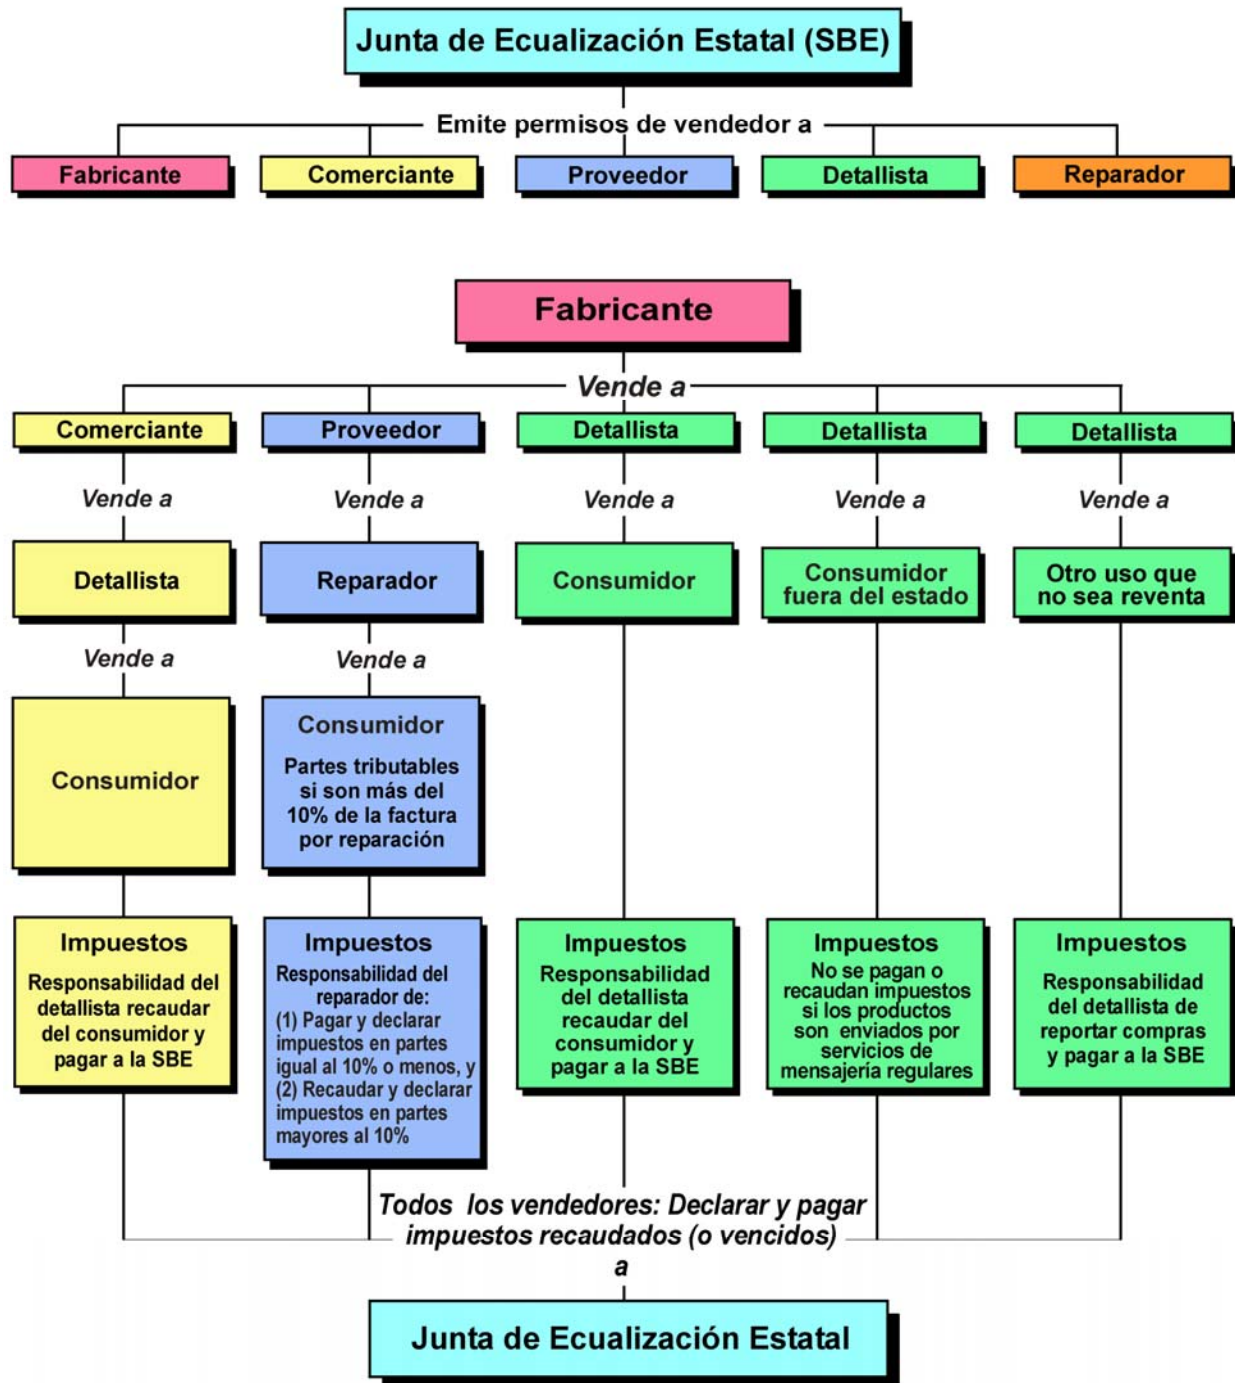 Junta de Ecualización Estatal (SBE)
Emite permisos de vendedor a
Fabricante
Comerciante
Proveedor
Detallista
Reparador
Fabricante
Vende a
Comerciante
Proveedor
Detallista
Detallista
Detallista
Vende a
Vende a
Vende a
Vende a
Vende a
Detallista
Reparador
Consumidor
Consumidor
fuera del estado
Otro uso que
no sea reventa
Vende a
Vende a
Consumidor
Consumidor
Partes tributables
si son más del
10% de la factura
por reparación
Impuestos
Responsabilidad del
detallista recaudar
del consumidor y
pagar a la SBE
Impuestos
Responsabilidad del
reparador de:
(1) Pagar y declarar
impuestos en partes
igual al 10% o menos, y
(2) Recaudar y declarar
impuestos en partes
mayores al 10%
Impuestos
Responsabilidad
del detallista
recaudar del
consumidor y
pagar a la SBE
Impuestos
No se pagan o
recaudan impuestos
si los productos
son enviados por
servicios de
mensajería regulares
Impuestos
Responsabilidad
del detallista de
reportar compras
y pagar a la SBE
Todos los vendedores: Declarar y pagar
impuestos recaudados (o vencidos)
a
Junta de Ecualización Estatal